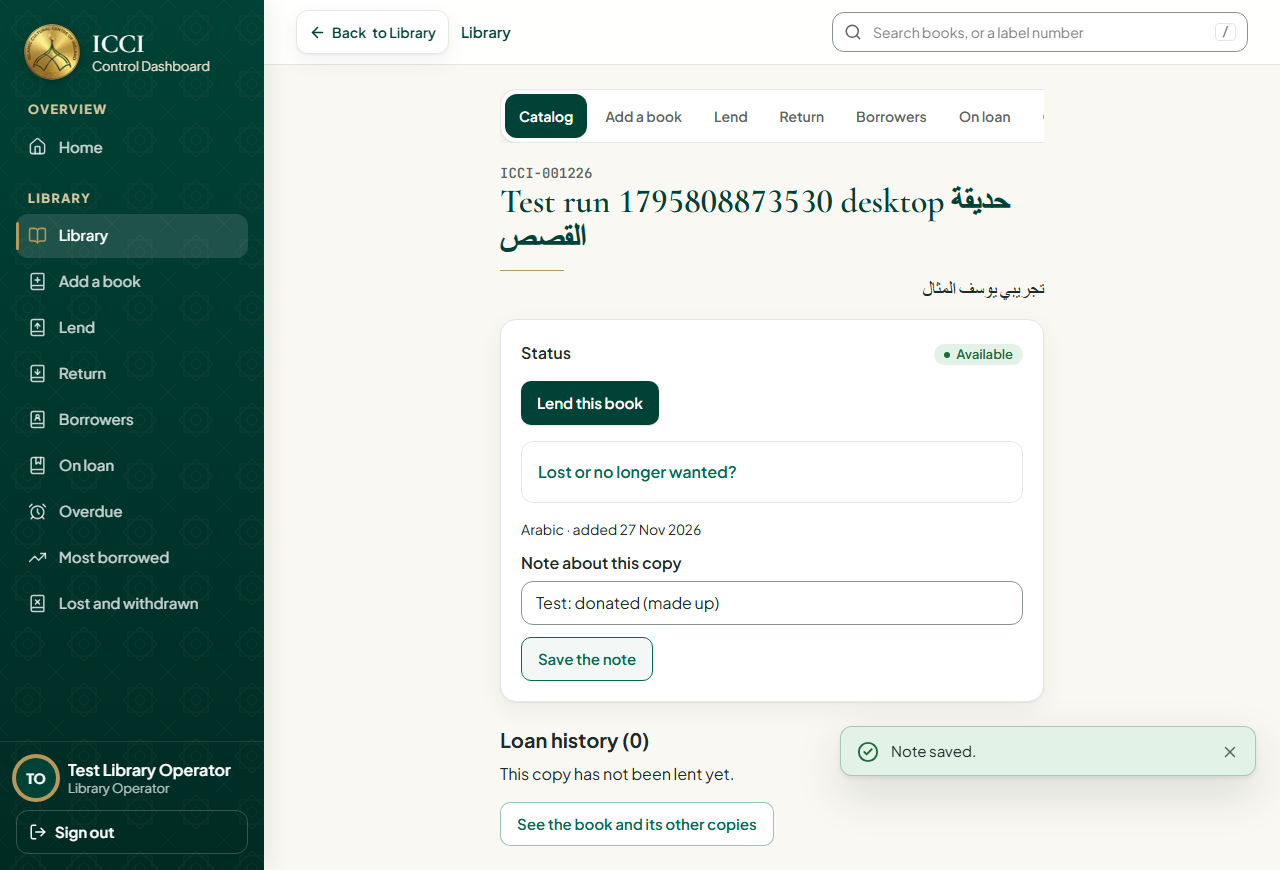 ICCI
Control Dashboard
OVERVIEW
Home
LIBRARY
Library
Add a book
Lend
Return
Borrowers
On loan
Overdue
Most borrowed
Lost and withdrawn
TO
Test Library Operator
Library Operator
Sign out
Back to Library
Library
Search books, or a label number
/
Catalog
Add a book
Lend
Return
Borrowers
On loan
ICCI-001226
Test run 1795808873530 desktop حديقة
القصص
تجريبي يوسف المثال
Status
Available
Lend this book
Lost or no longer wanted?
Arabic · added 27 Nov 2026
Note about this copy
Test: donated (made up)
Save the note
Loan history (0)
This copy has not been lent yet.
See the book and its other copies
Note saved.